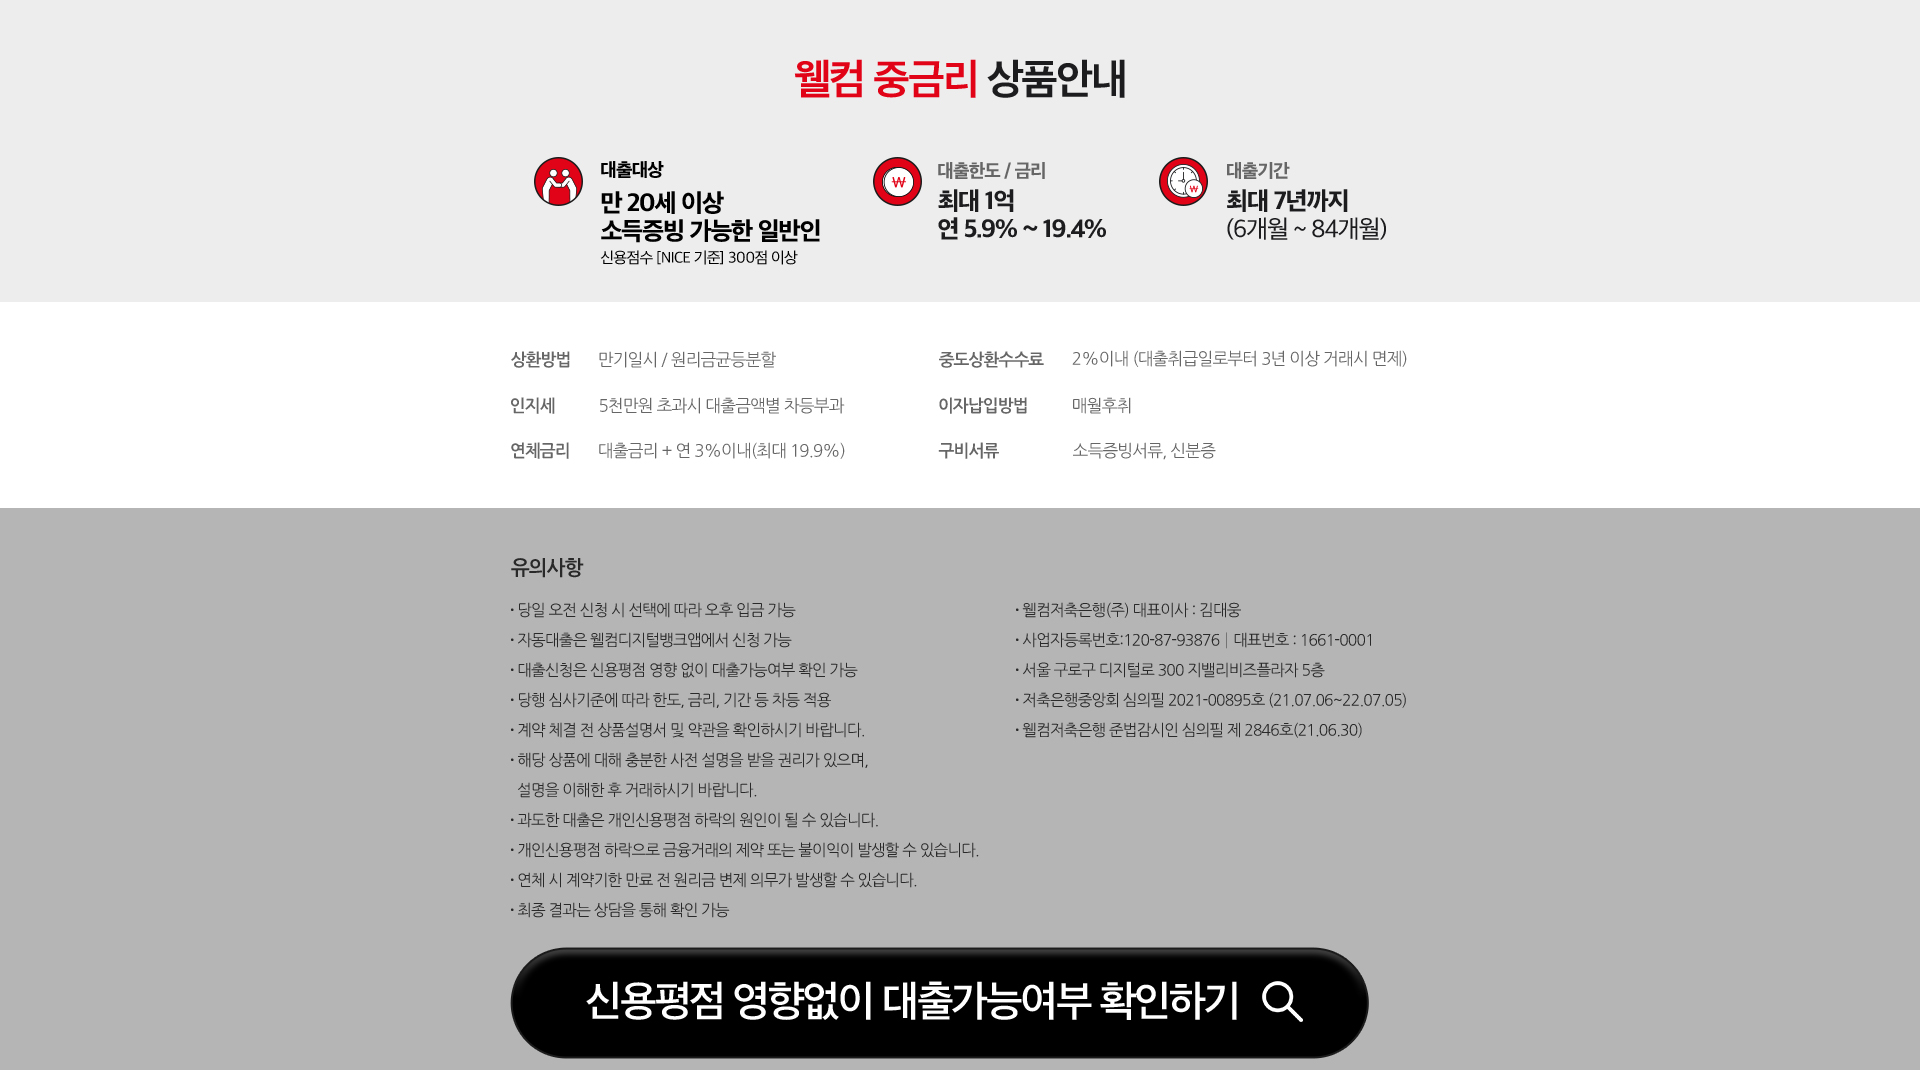 웰컴 중금리 상품안내
대출대상
만 20세 이상
소득증빙 가능한 일반인
신용점수 [NICE 기준] 300점 이상
대출한도 / 금리
최대 1억
연 5.9% ~ 19.4%
대출기간
최대 7년까지
(6개월 ~ 84개월)
상환방법 만기일시 / 원리금균등분할
인지세 5천만원 초과시 대출금액별 차등부과
연체금리 대출금리 + 연 3%이내(최대 19.9%)
중도상환수수료 2%이내 (대출취급일로부터 3년 이상 거래시 면제)
이자납입방법 매월후취
구비서류 소득증빙서류, 신분증
유의사항
· 당일 오전 신청 시 선택에 따라 오후 입금 가능
· 자동대출은 웰컴디지털뱅크앱에서 신청 가능
· 대출신청은 신용평점 영향 없이 대출가능여부 확인 가능
· 당행 심사기준에 따라 한도, 금리, 기간 등 차등 적용
· 계약 체결 전 상품설명서 및 약관을 확인하시기 바랍니다.
· 해당 상품에 대해 충분한 사전 설명을 받을 권리가 있으며,
설명을 이해한 후 거래하시기 바랍니다.
· 과도한 대출은 개인신용평점 하락의 원인이 될 수 있습니다.
· 개인신용평점 하락으로 금융거래의 제약 또는 불이익이 발생할 수 있습니다.
· 연체 시 계약기한 만료 전 원리금 변제 의무가 발생할 수 있습니다.
· 최종 결과는 상담을 통해 확인 가능
· 웰컴저축은행(주) 대표이사 : 김대웅
· 사업자등록번호:120-87-93876 | 대표번호 : 1661-0001
· 서울 구로구 디지털로 300 지밸리비즈플라자 5층
· 저축은행중앙회 심의필 2021-00895호 (21.07.06~22.07.05)
· 웰컴저축은행 준법감시인 심의필 제 2846호(21.06.30)
신용평점 영향없이 대출가능여부 확인하기